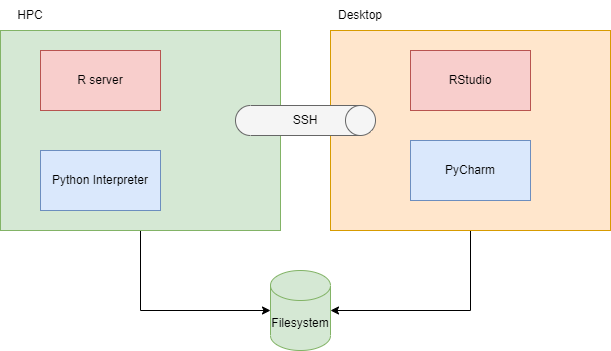 HPC
Desktop
R server
RStudio
SSH
Python Interpreter
PyCharm
Filesystem